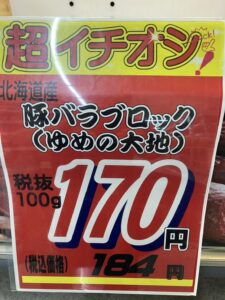 超イチオシ!
北海道産
豚バラブロック
(ゆめの大地)
税抜
100g
170円
(税込価格) 184円